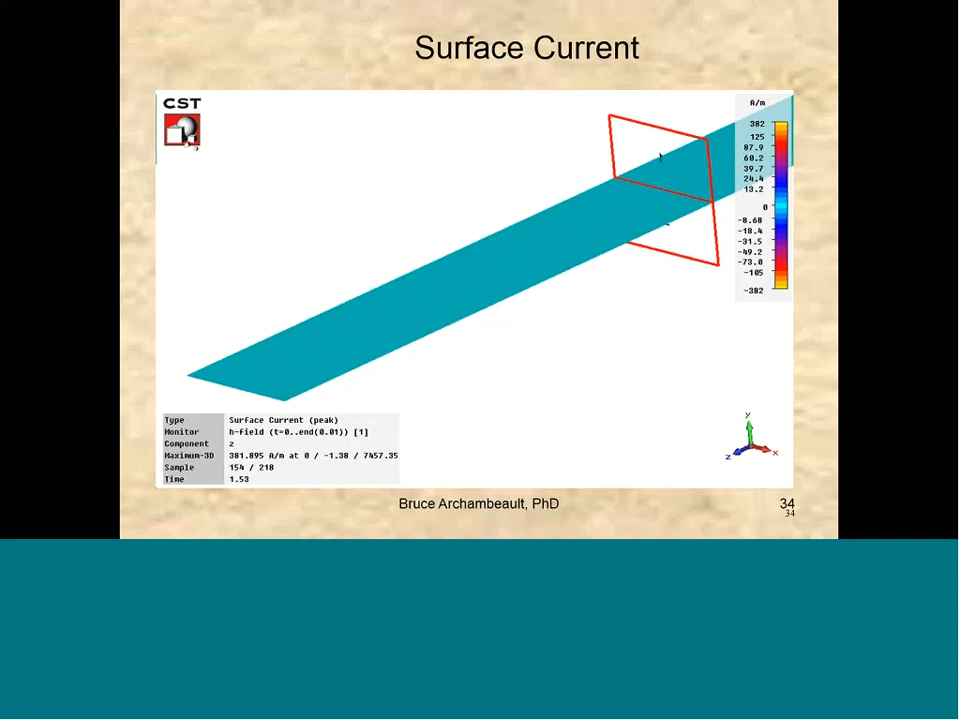 Surface Current
CST
A/m
382
125
87.9
60.2
39.7
24.4
13.2
0
-8.68
-18.4
-31.5
-49.2
-73.0
-105
-382
Type Surface Current (peak)
Monitor h-field (t=0..end(0.01)) [1]
Component z
Maximum-3D 381.895 A/m at 0 / -1.38 / 7457.35
Sample 154 / 218
Time 1.53
y
z
x
Bruce Archambeault, PhD
34
34